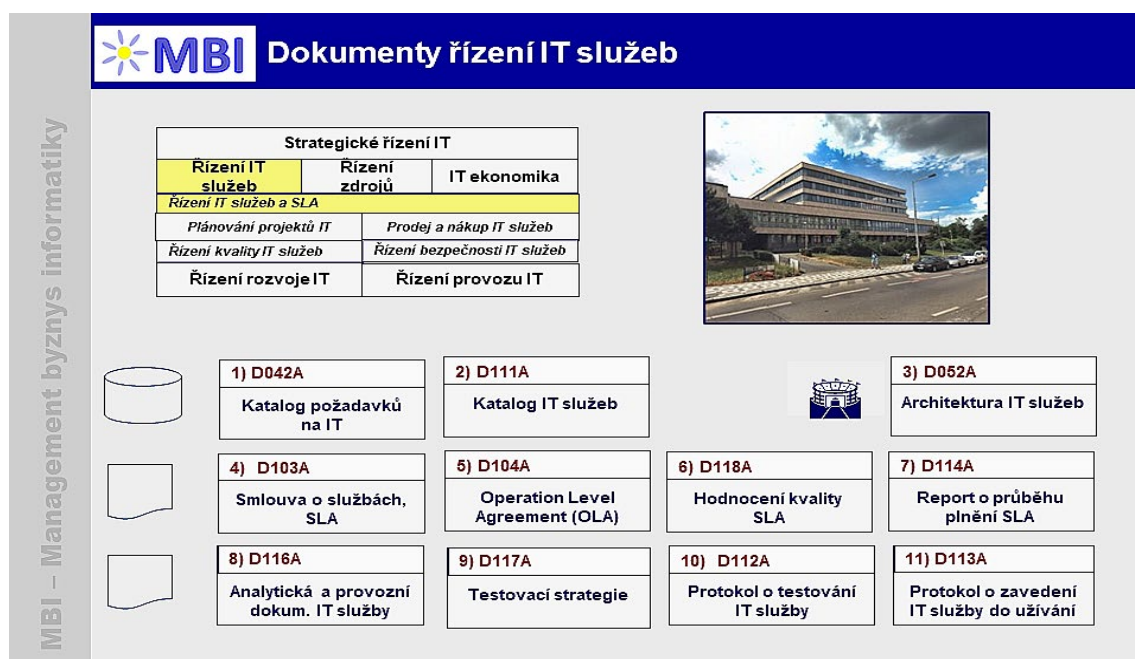 MBI
Dokumenty řízení IT služeb
MBI – Management byznys informatiky
Strategické řízení IT
Řízení IT
služeb
Řízení
zdrojů
IT ekonomika
Řízení IT služeb a SLA
Plánování projektů IT
Prodej a nákup IT služeb
Řízení kvality IT služeb
Řízení bezpečnosti IT služeb
Řízení rozvoje IT
Řízení provozu IT
1) D042A
Katalog požadavků
na IT
2) D111A
Katalog IT služeb
3) D052A
Architektura IT služeb
4) D103A
Smlouva o službách,
SLA
5) D104A
Operation Level
Agreement (OLA)
6) D118A
Hodnocení kvality
SLA
7) D114A
Report o průběhu
plnění SLA
8) D116A
Analytická a provozní
dokum. IT služby
9) D117A
Testovací strategie
10) D112A
Protokol o testování
IT služby
11) D113A
Protokol o zavedení
IT služby do užívání